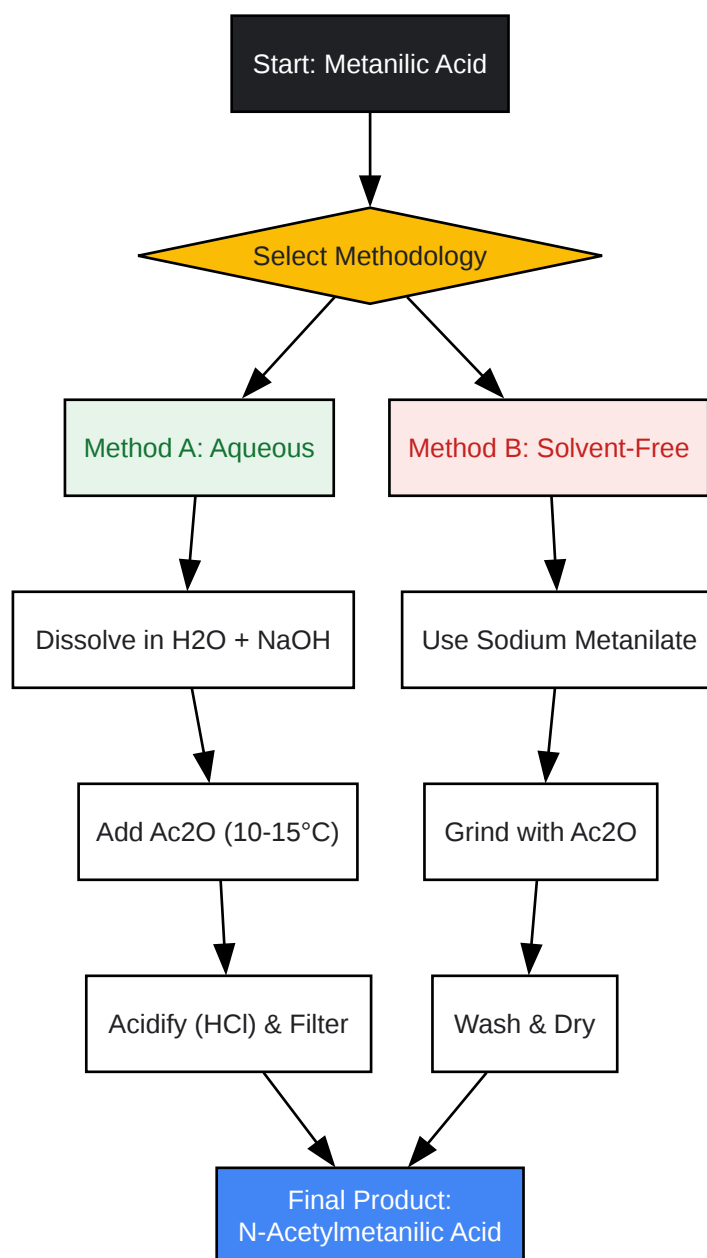 Start: Metanilic Acid
Select Methodology
Method A: Aqueous
Method B: Solvent-Free
Dissolve in H2O + NaOH
Use Sodium Metanilate
Add Ac2O (10-15°C)
Grind with Ac2O
Acidify (HCl) & Filter
Wash & Dry
Final Product:
N-Acetylmetanilic Acid